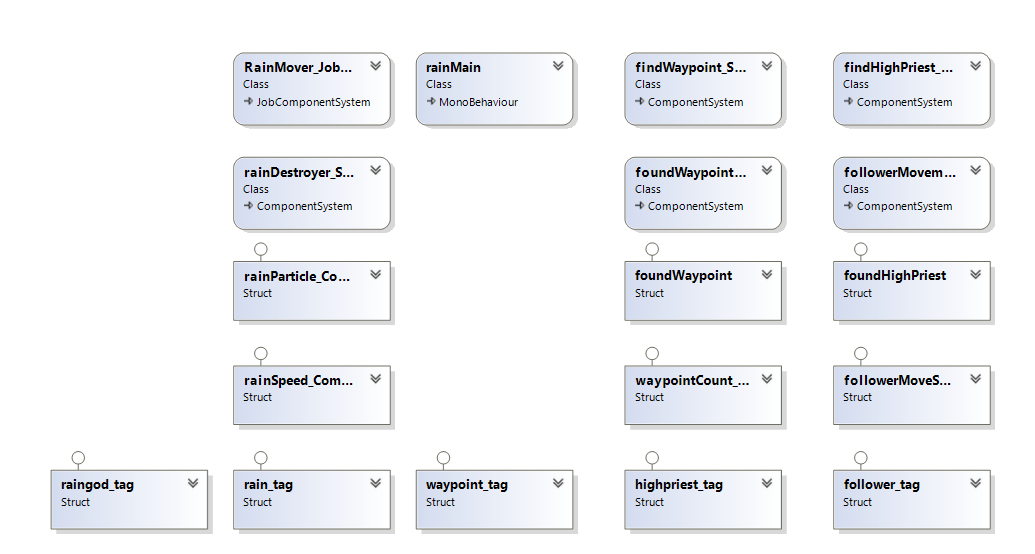 RainMover_Job...
Class
JobComponentSystem
rainMain
Class
MonoBehaviour
findWaypoint_S...
Class
ComponentSystem
findHighPriest_...
Class
ComponentSystem
rainDestroyer_S...
Class
ComponentSystem
foundWaypoint...
Class
ComponentSystem
followerMovem...
Class
ComponentSystem
rainParticle_Co...
Struct
foundWaypoint
Struct
foundHighPriest
Struct
rainSpeed_Com...
Struct
waypointCount_...
Struct
followerMoveS...
Struct
raingod_tag
Struct
rain_tag
Struct
waypoint_tag
Struct
highpriest_tag
Struct
follower_tag
Struct